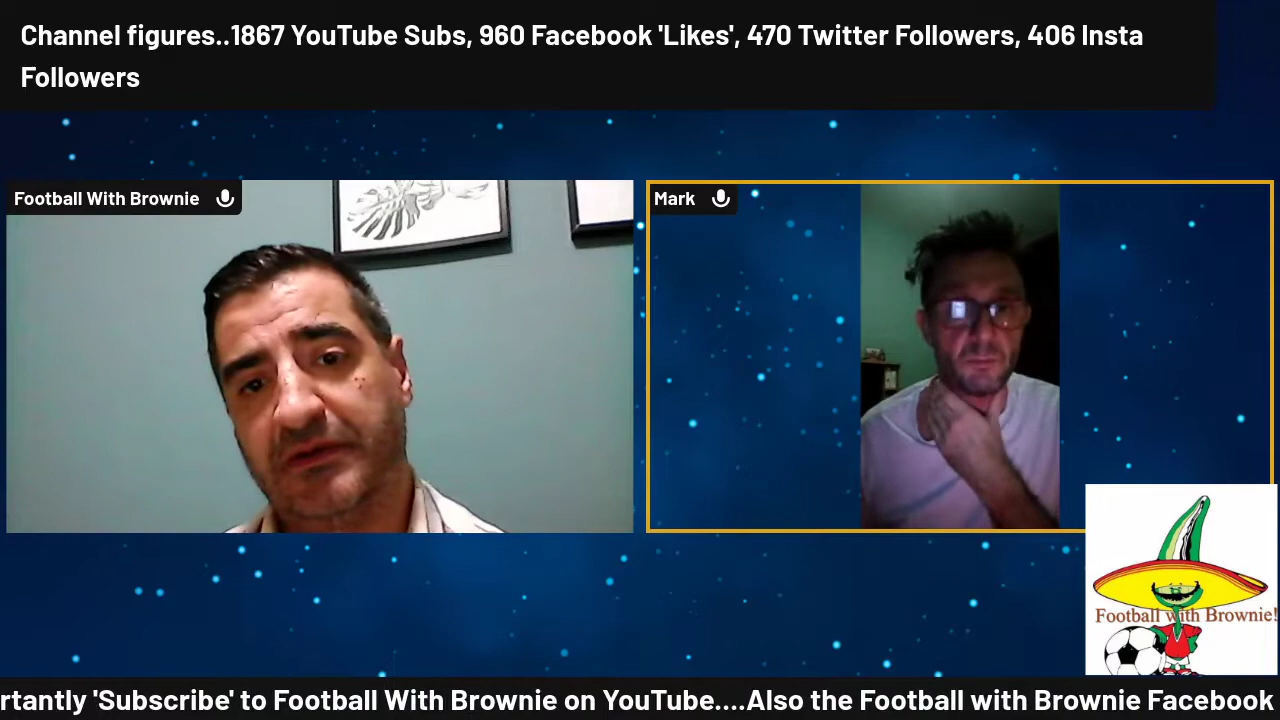 Channel figures..1867 YouTube Subs, 960 Facebook 'Likes', 470 Twitter Followers, 406 Insta
Followers
Football With Brownie
Mark
Football with Brownie!
rtantly 'Subscribe' to Football With Brownie on YouTube....Also the Football with Brownie Facebook